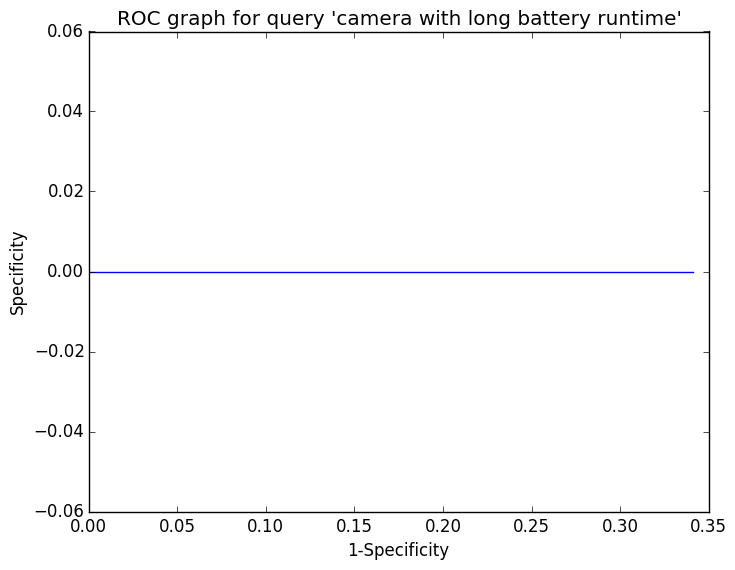 ROC graph for query 'camera with long battery runtime'
0.06
0.04
0.02
0.00
−0.02
−0.04
−0.06
Specificity
0.00 0.05 0.10 0.15 0.20 0.25 0.30 0.35
1-Specificity